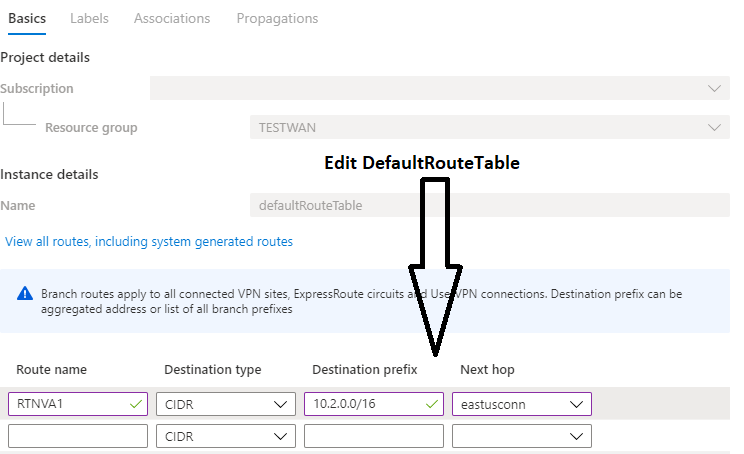 Basics Labels Associations Propagations
Project details
Subscription
Resource group TESTWAN
Edit DefaultRouteTable
Instance details
Name defaultRouteTable
View all routes, including system generated routes
Branch routes apply to all connected VPN sites, ExpressRoute circuits and User VPN connections. Destination prefix can be
aggregated address or list of all branch prefixes
Route name Destination type Destination prefix Next hop
RTNVA1 CIDR 10.2.0.0/16 eastusconn
CIDR